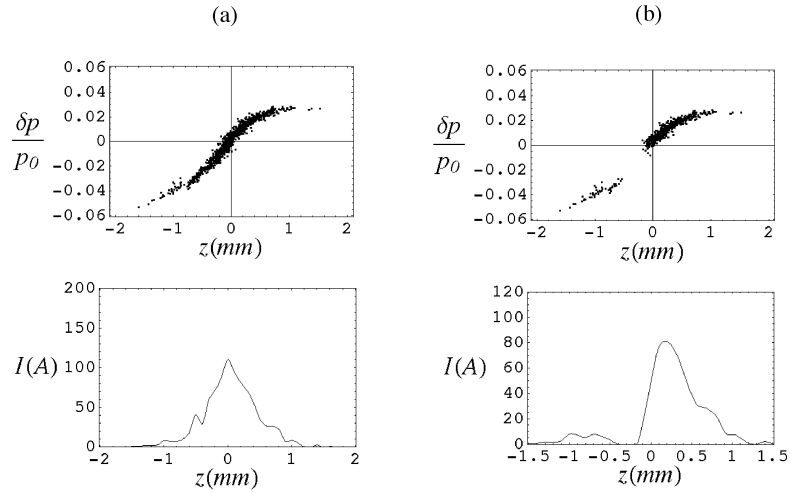 (a) (b)
0.06 0.06
0.04 0.04
δp/p0 0.02 δp/p0 0.02
0 0
-0.02 -0.02
-0.04 -0.04
-0.06 -0.06
-2 -1 0 1 2 -2 -1 0 1 2
z(mm) z(mm)
200 120
150 100
I(A) 100 I(A) 80
50 60
0 40
20
0
-2 -1 0 1 2 -1.5 -1 -0.5 0 0.5 1 1.5
z(mm) z(mm)